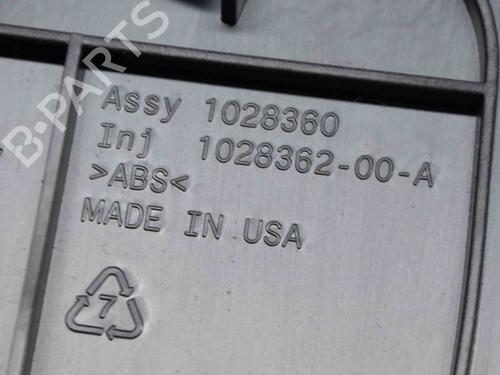 B-PARTS
Assy 1028360
Inj 1028362-00-A
>ABS<
MADE IN USA
7